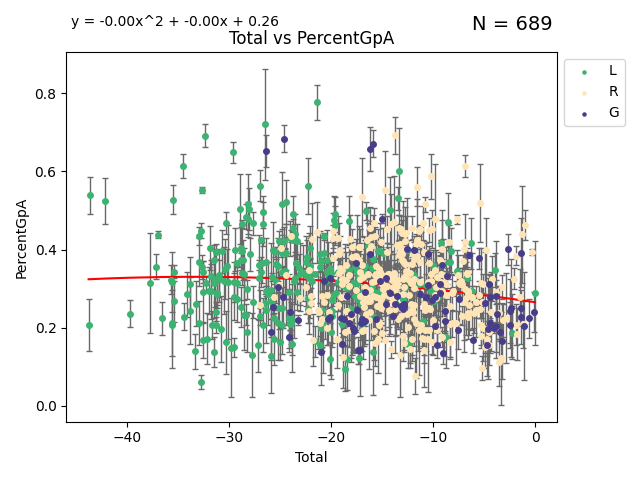 y = -0.00x^2 + -0.00x + 0.26
N = 689
Total vs PercentGpA
L
R
G
PercentGpA
0.8
0.6
0.4
0.2
0.0
−40
−30
−20
−10
0
Total